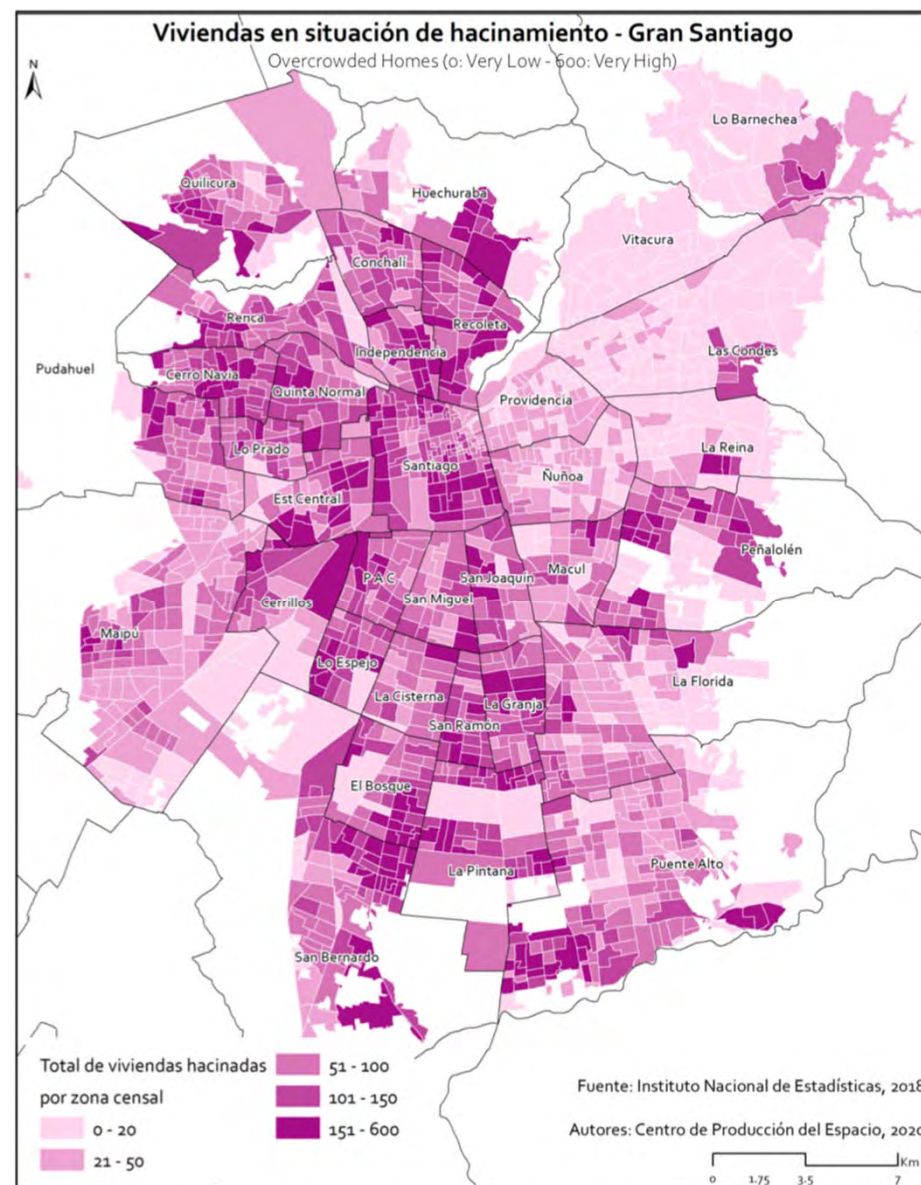 Viviendas en situación de hacinamiento - Gran Santiago
Overcrowded Homes (0: Very Low - 600: Very High)
N
Lo Barnechea
Quilicura
Huechuraba
Vitacura
Conchalí
Renca
Recoleta
Independencia
Las Condes
Pudahuel
Cerro Navia
Quinta Normal
Providencia
Lo Prado
Santiago
La Reina
Ñuñoa
Est Central
Peñalolén
P A C
San Joaquín
Macul
San Miguel
Cerrillos
Maipú
Lo Espejo
La Florida
La Cisterna
La Granja
San Ramón
El Bosque
La Pintana
Puente Alto
San Bernardo
Total de viviendas hacinadas
por zona censal
0 - 20
21 - 50
51 - 100
101 - 150
151 - 600
Fuente: Instituto Nacional de Estadísticas, 2018
Autores: Centro de Producción del Espacio, 2020
Km
0 1.75 3.5 7